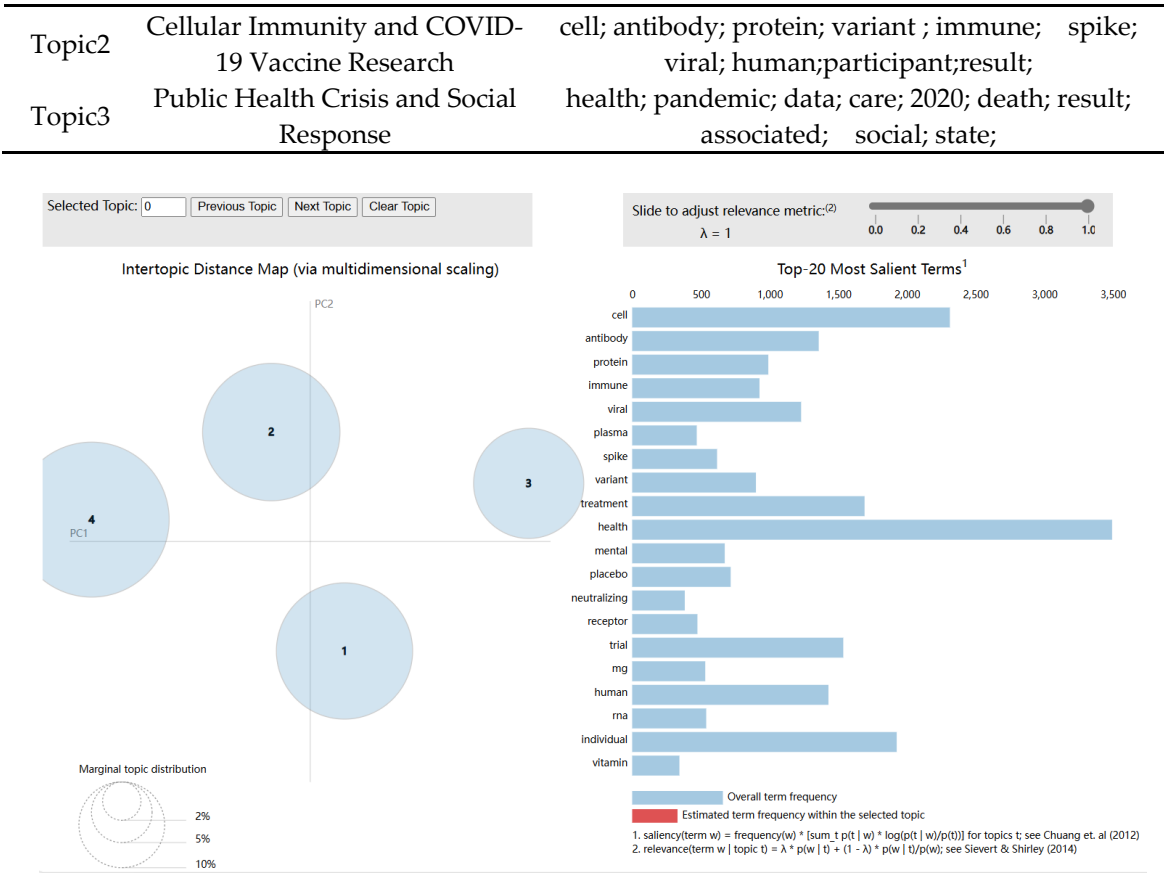 Topic2 Cellular Immunity and COVID-19 Vaccine Research cell; antibody; protein; variant ; immune; spike; viral; human;participant;result;
Topic3 Public Health Crisis and Social Response health; pandemic; data; care; 2020; death; result; associated; social; state;
Selected Topic: 0 Previous Topic Next Topic Clear Topic
Slide to adjust relevance metric:(2)
λ = 1
0.0 0.2 0.4 0.6 0.8 1.0
Intertopic Distance Map (via multidimensional scaling)
PC2
2
3
4
PC1
1
Marginal topic distribution
2%
5%
10%
Top-20 Most Salient Terms1
0 500 1,000 1,500 2,000 2,500 3,000 3,500
cell
antibody
protein
immune
viral
plasma
spike
variant
treatment
health
mental
placebo
neutralizing
receptor
trial
mg
human
rna
individual
vitamin
Overall term frequency
Estimated term frequency within the selected topic
1. saliency(term w) = frequency(w) * [sum_t p(t | w) * log(p(t | w)/p(t))] for topics t; see Chuang et. al (2012)
2. relevance(term w | topic t) = λ * p(w | t) + (1 - λ) * p(w | t)/p(w); see Sievert & Shirley (2014)